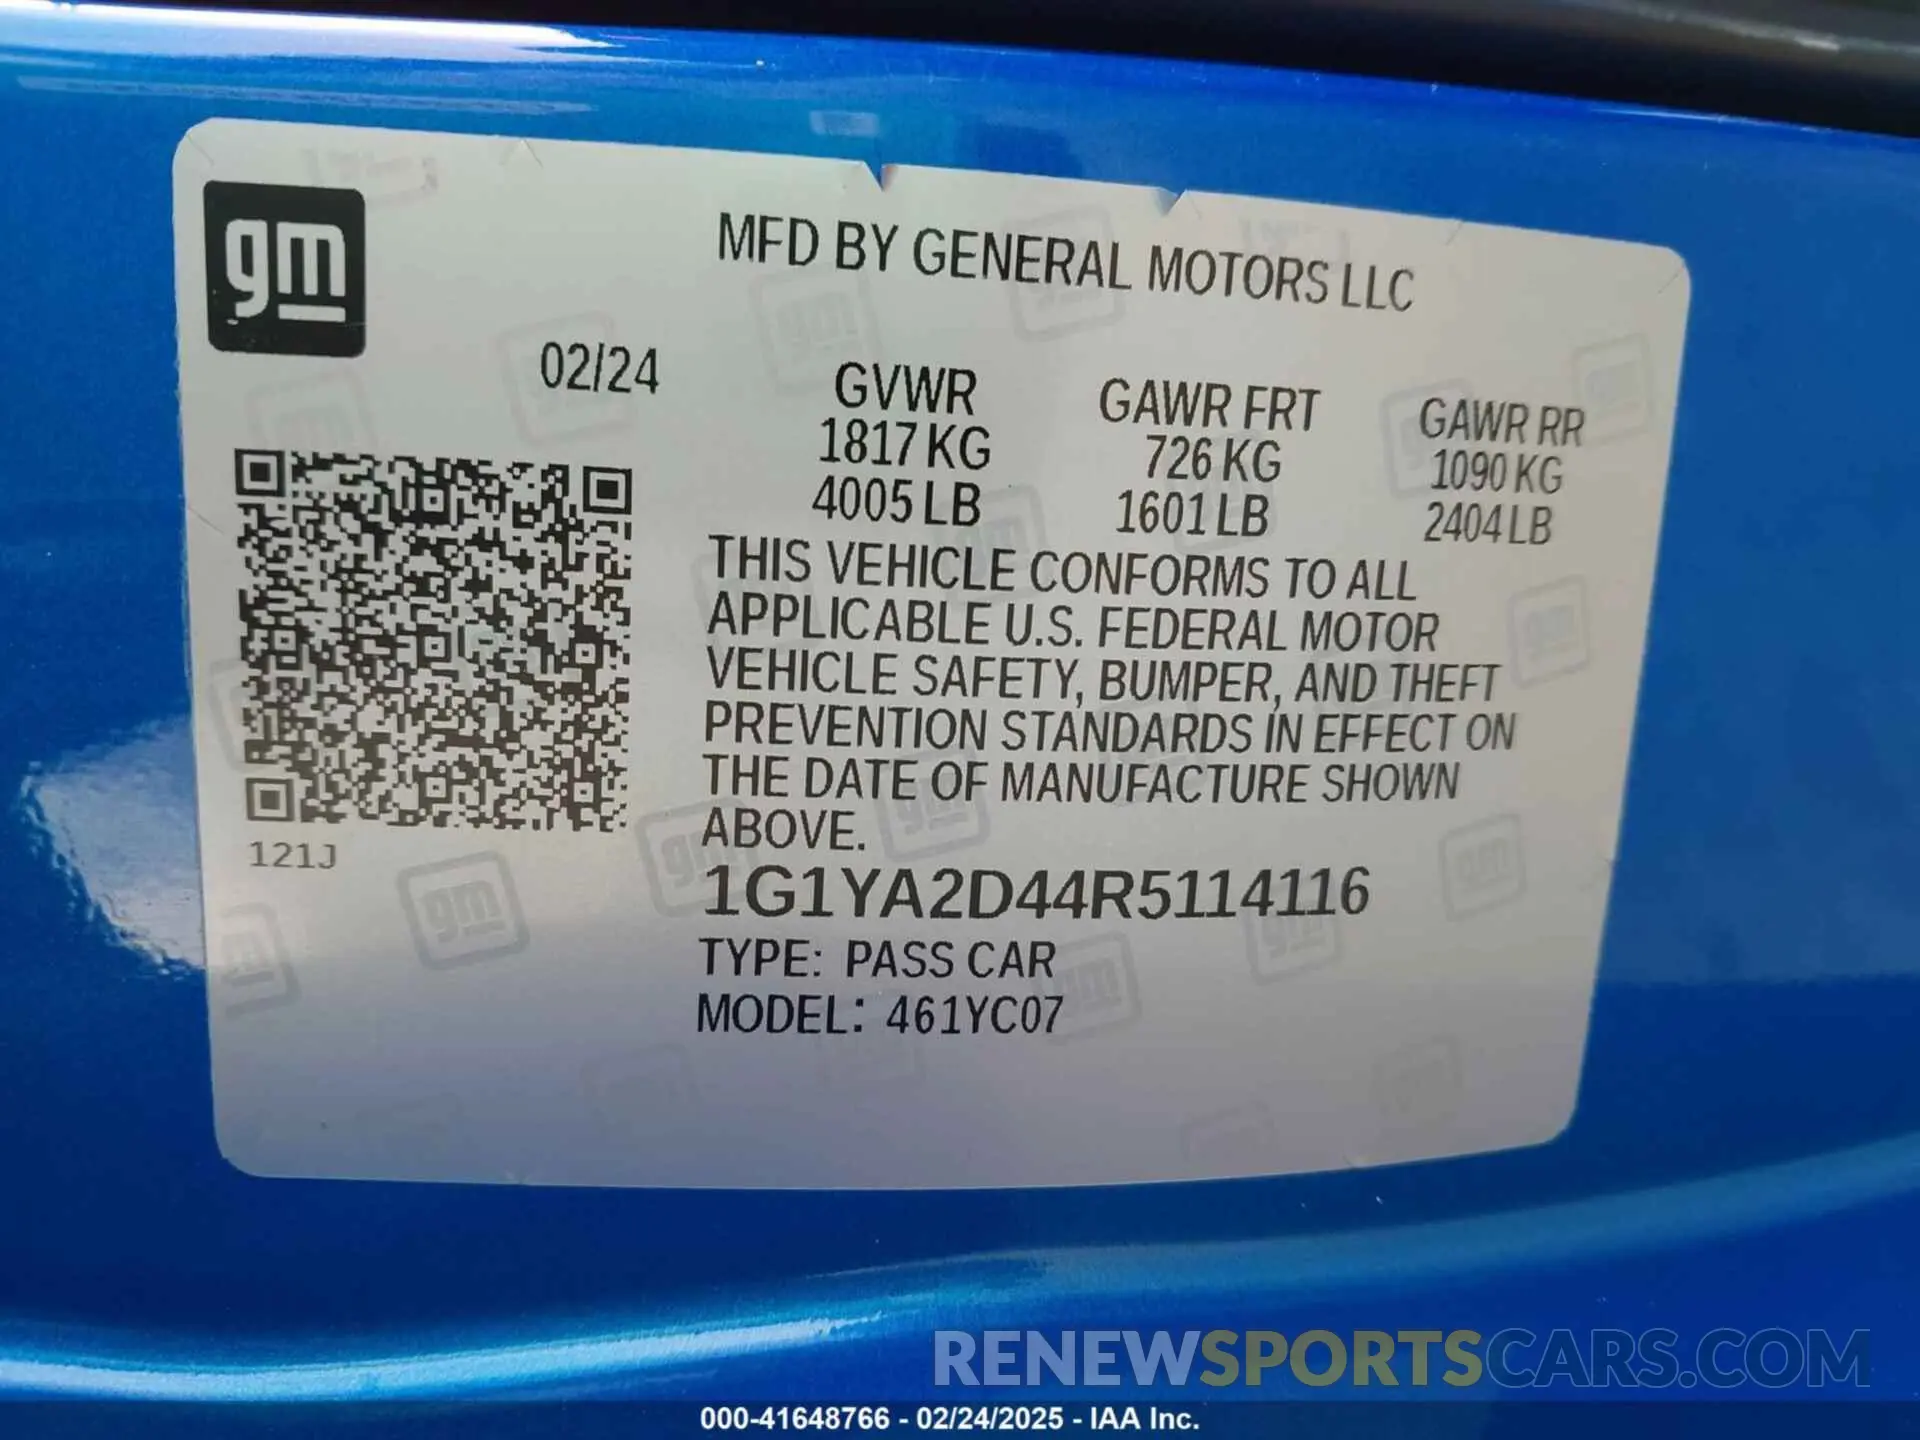 gm
MFD BY GENERAL MOTORS LLC
02/24
GVWR
1817 KG
4005 LB
GAWR FRT
726 KG
1601 LB
GAWR RR
1090 KG
2404 LB
THIS VEHICLE CONFORMS TO ALL
APPLICABLE U.S. FEDERAL MOTOR
VEHICLE SAFETY, BUMPER, AND THEFT
PREVENTION STANDARDS IN EFFECT ON
THE DATE OF MANUFACTURE SHOWN
ABOVE.
121J
1G1YA2D44R5114116
TYPE: PASS CAR
MODEL: 461YC07
RENEWSPORTSCARS.COM
000-41648766 - 02/24/2025 - IAA Inc.